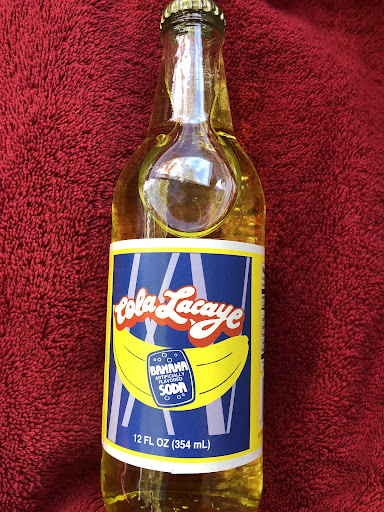 Cola Lacaye
BANANA
ARTIFICIALLY
FLAVORED
SODA
12 FL OZ (354 mL)